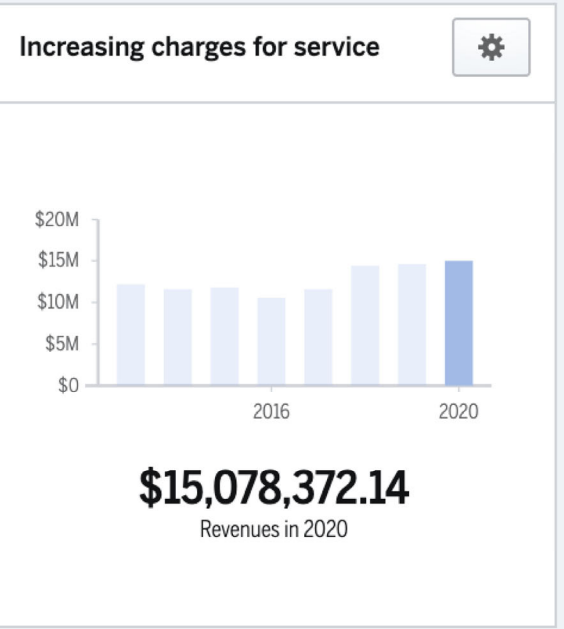 Increasing charges for service
$20M
$15M
$10M
$5M
$0
2016 2020
$15,078,372.14
Revenues in 2020